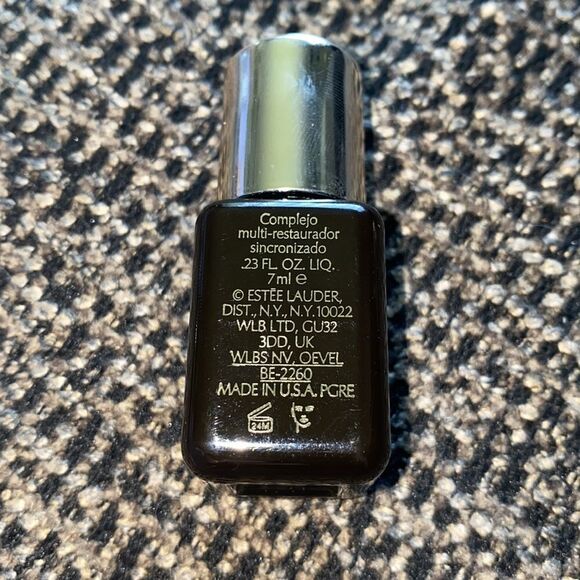 Complejo
multi-restaurador
sincronizado
.23 FL. OZ. LIQ.
7ml ℮
© ESTĒE LAUDER,
DIST., N.Y., N.Y. 10022
WLB LTD, GU32
3DD, UK
WLBS NV, OEVEL
BE-2260
MADE IN U.S.A. PGRE
24M